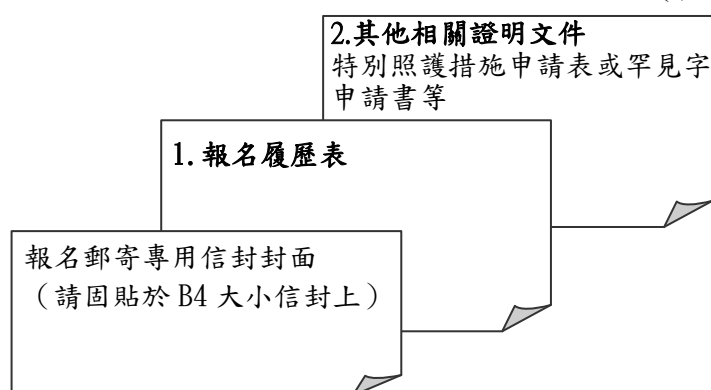 2.其他相關證明文件
特別照護措施申請表或罕見字
申請書等
1.報名履歷表
報名郵寄專用信封封面
（請固貼於 B4 大小信封上）